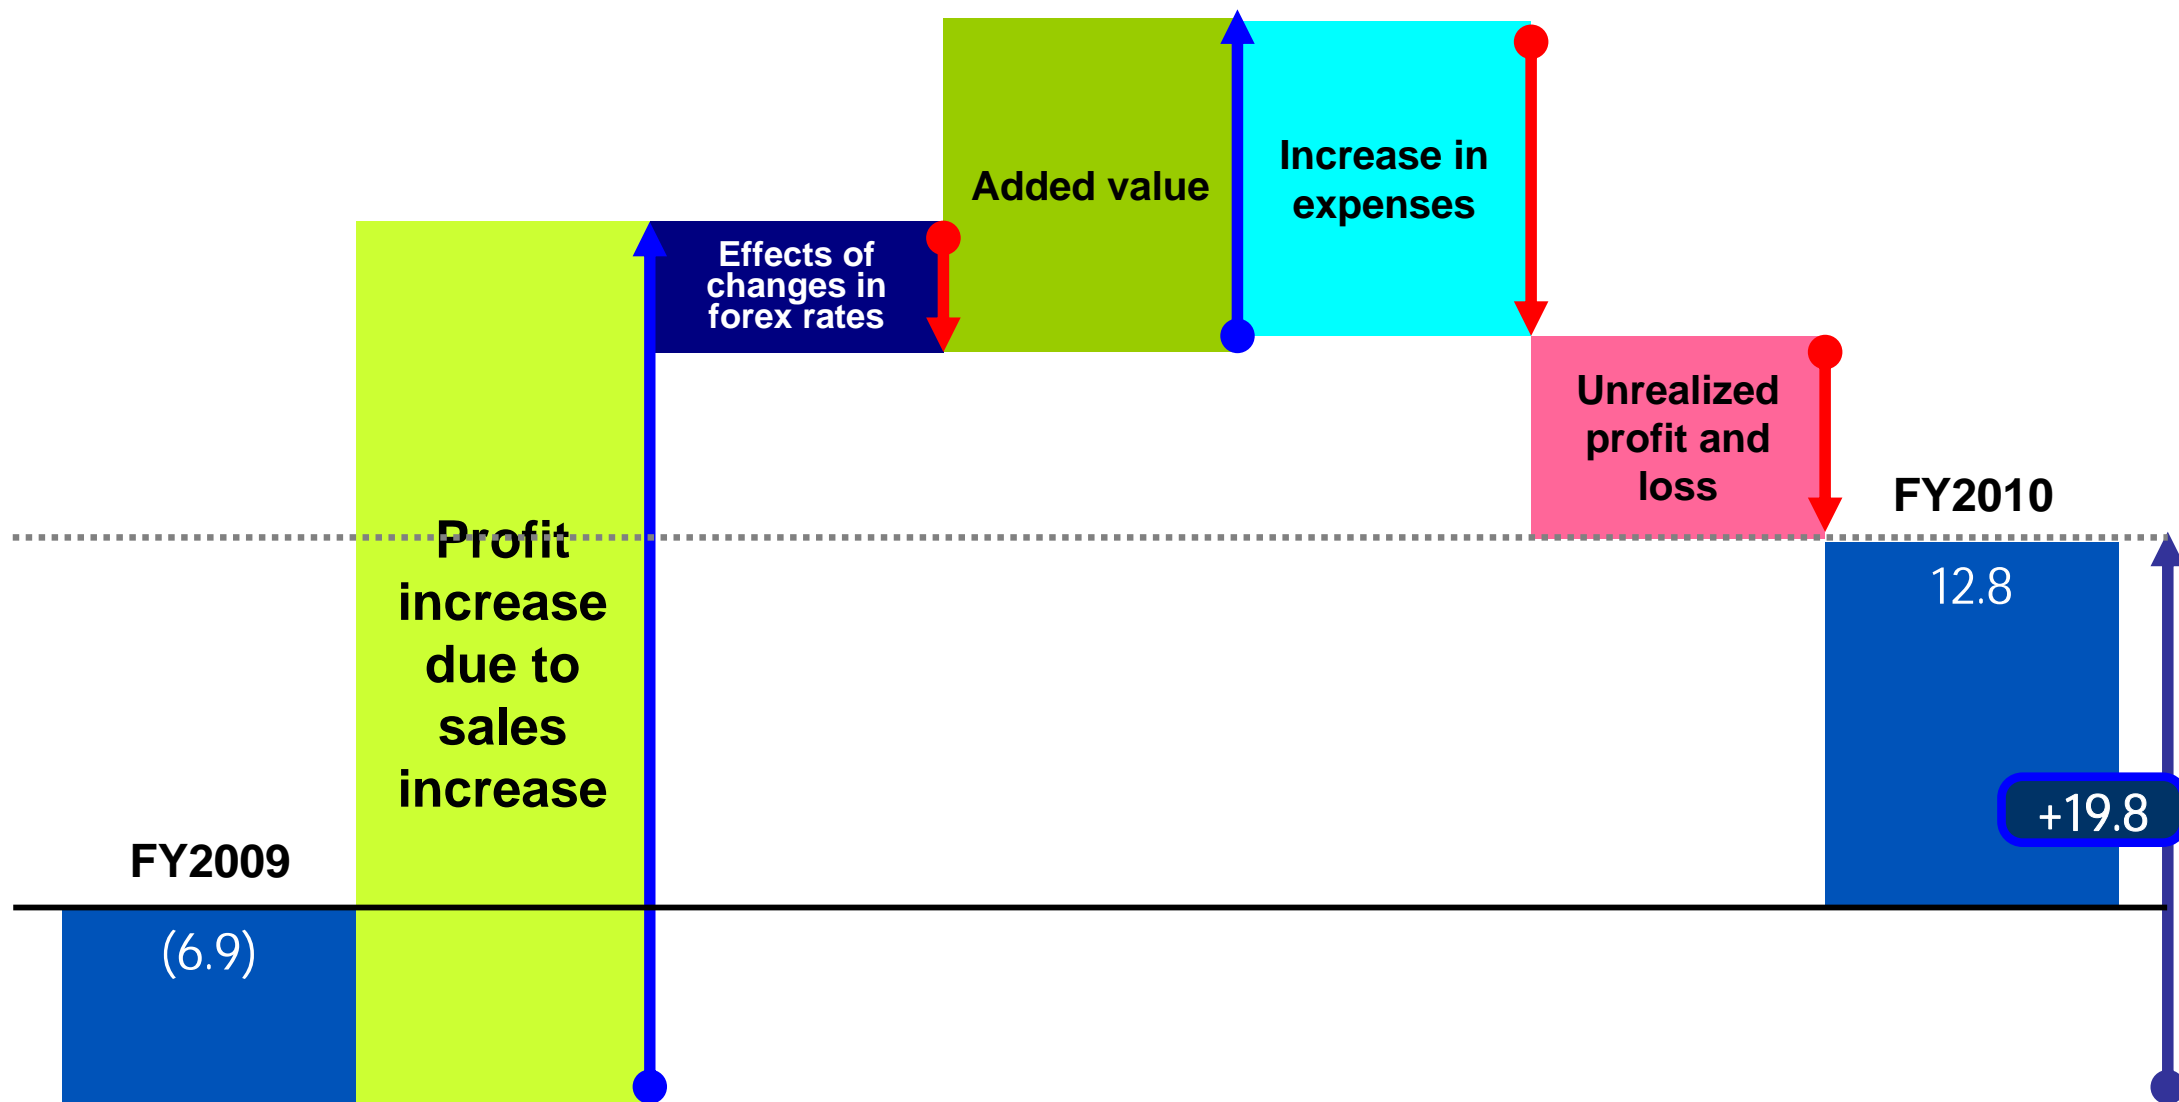 FY2009
(6.9)
Profit
increase
due to
sales
increase
Effects of
changes in
forex rates
Added value
Increase in
expenses
Unrealized
profit and
loss
FY2010
12.8
+19.8